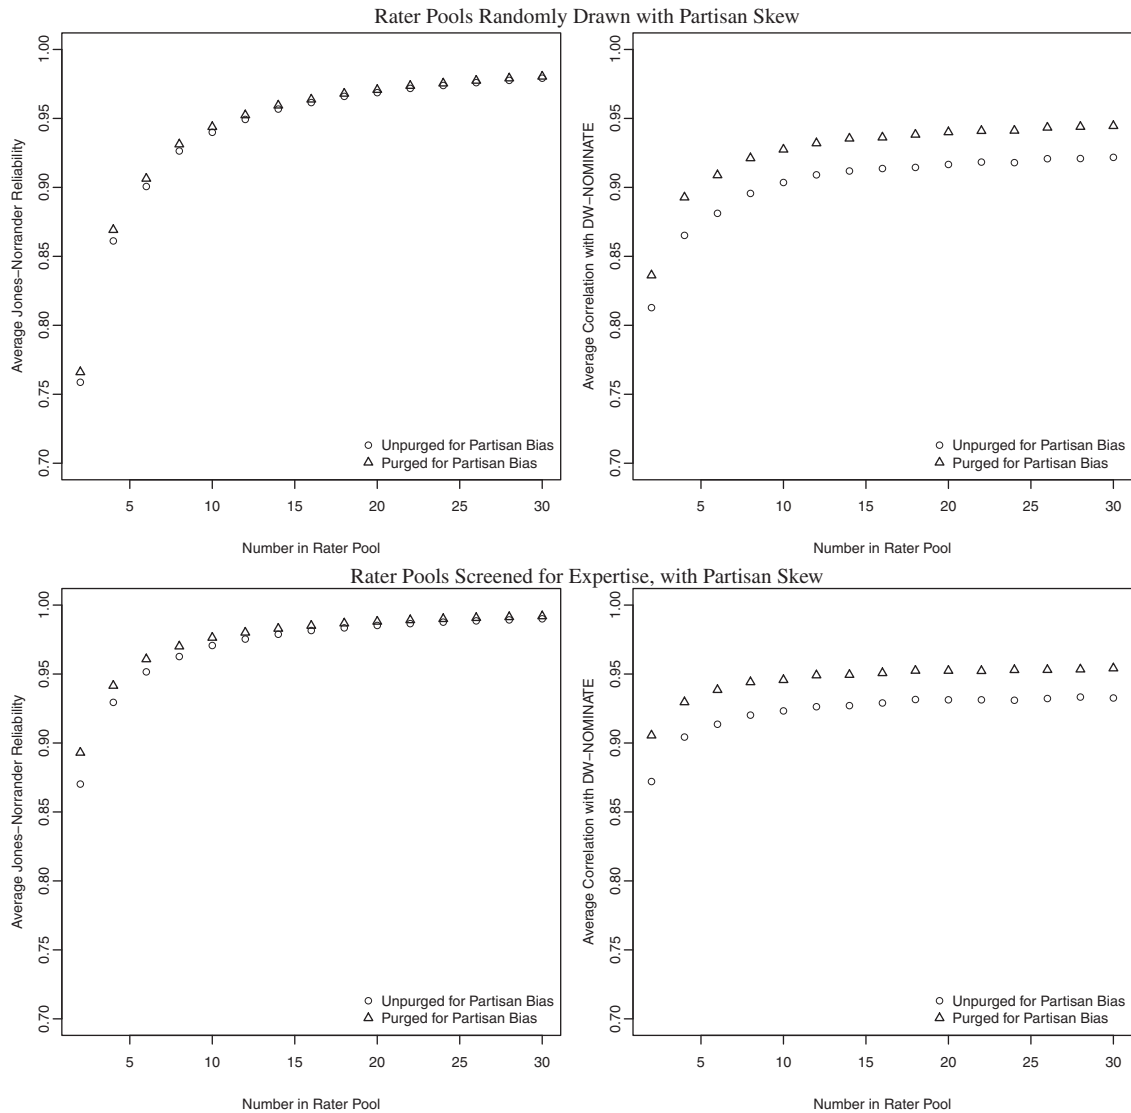 Rater Pools Randomly Drawn with Partisan Skew
Average Jones−Norrander Reliability
1.00
0.95
0.90
0.85
0.80
0.75
0.70
Unpurged for Partisan Bias
Purged for Partisan Bias
5 10 15 20 25 30
Number in Rater Pool
Average Correlation with DW−NOMINATE
1.00
0.95
0.90
0.85
0.80
0.75
0.70
Unpurged for Partisan Bias
Purged for Partisan Bias
5 10 15 20 25 30
Number in Rater Pool
Rater Pools Screened for Expertise, with Partisan Skew
Average Jones−Norrander Reliability
1.00
0.95
0.90
0.85
0.80
0.75
0.70
Unpurged for Partisan Bias
Purged for Partisan Bias
5 10 15 20 25 30
Number in Rater Pool
Average Correlation with DW−NOMINATE
1.00
0.95
0.90
0.85
0.80
0.75
0.70
Unpurged for Partisan Bias
Purged for Partisan Bias
5 10 15 20 25 30
Number in Rater Pool